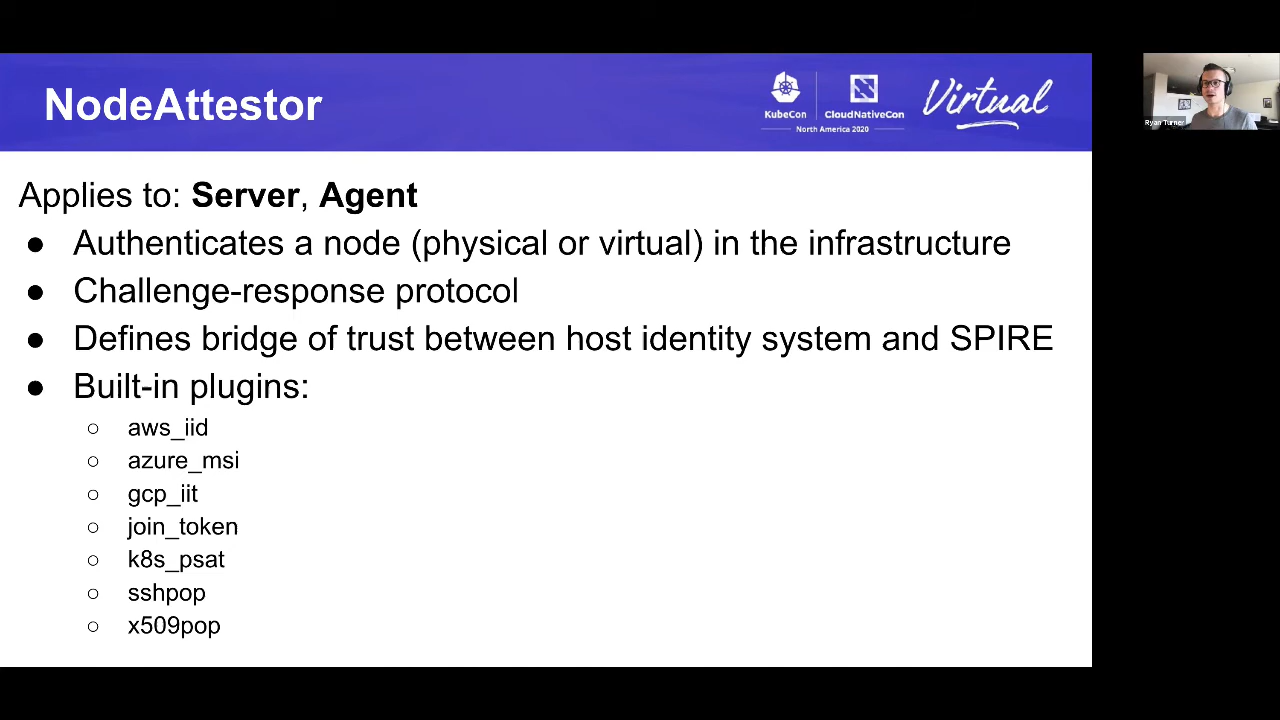 NodeAttestor
KubeCon
CloudNativeCon
North America 2020
Virtual
Ryan Turner
Applies to: Server, Agent
● Authenticates a node (physical or virtual) in the infrastructure
● Challenge-response protocol
● Defines bridge of trust between host identity system and SPIRE
● Built-in plugins:
○ aws_iid
○ azure_msi
○ gcp_iit
○ join_token
○ k8s_psat
○ sshpop
○ x509pop